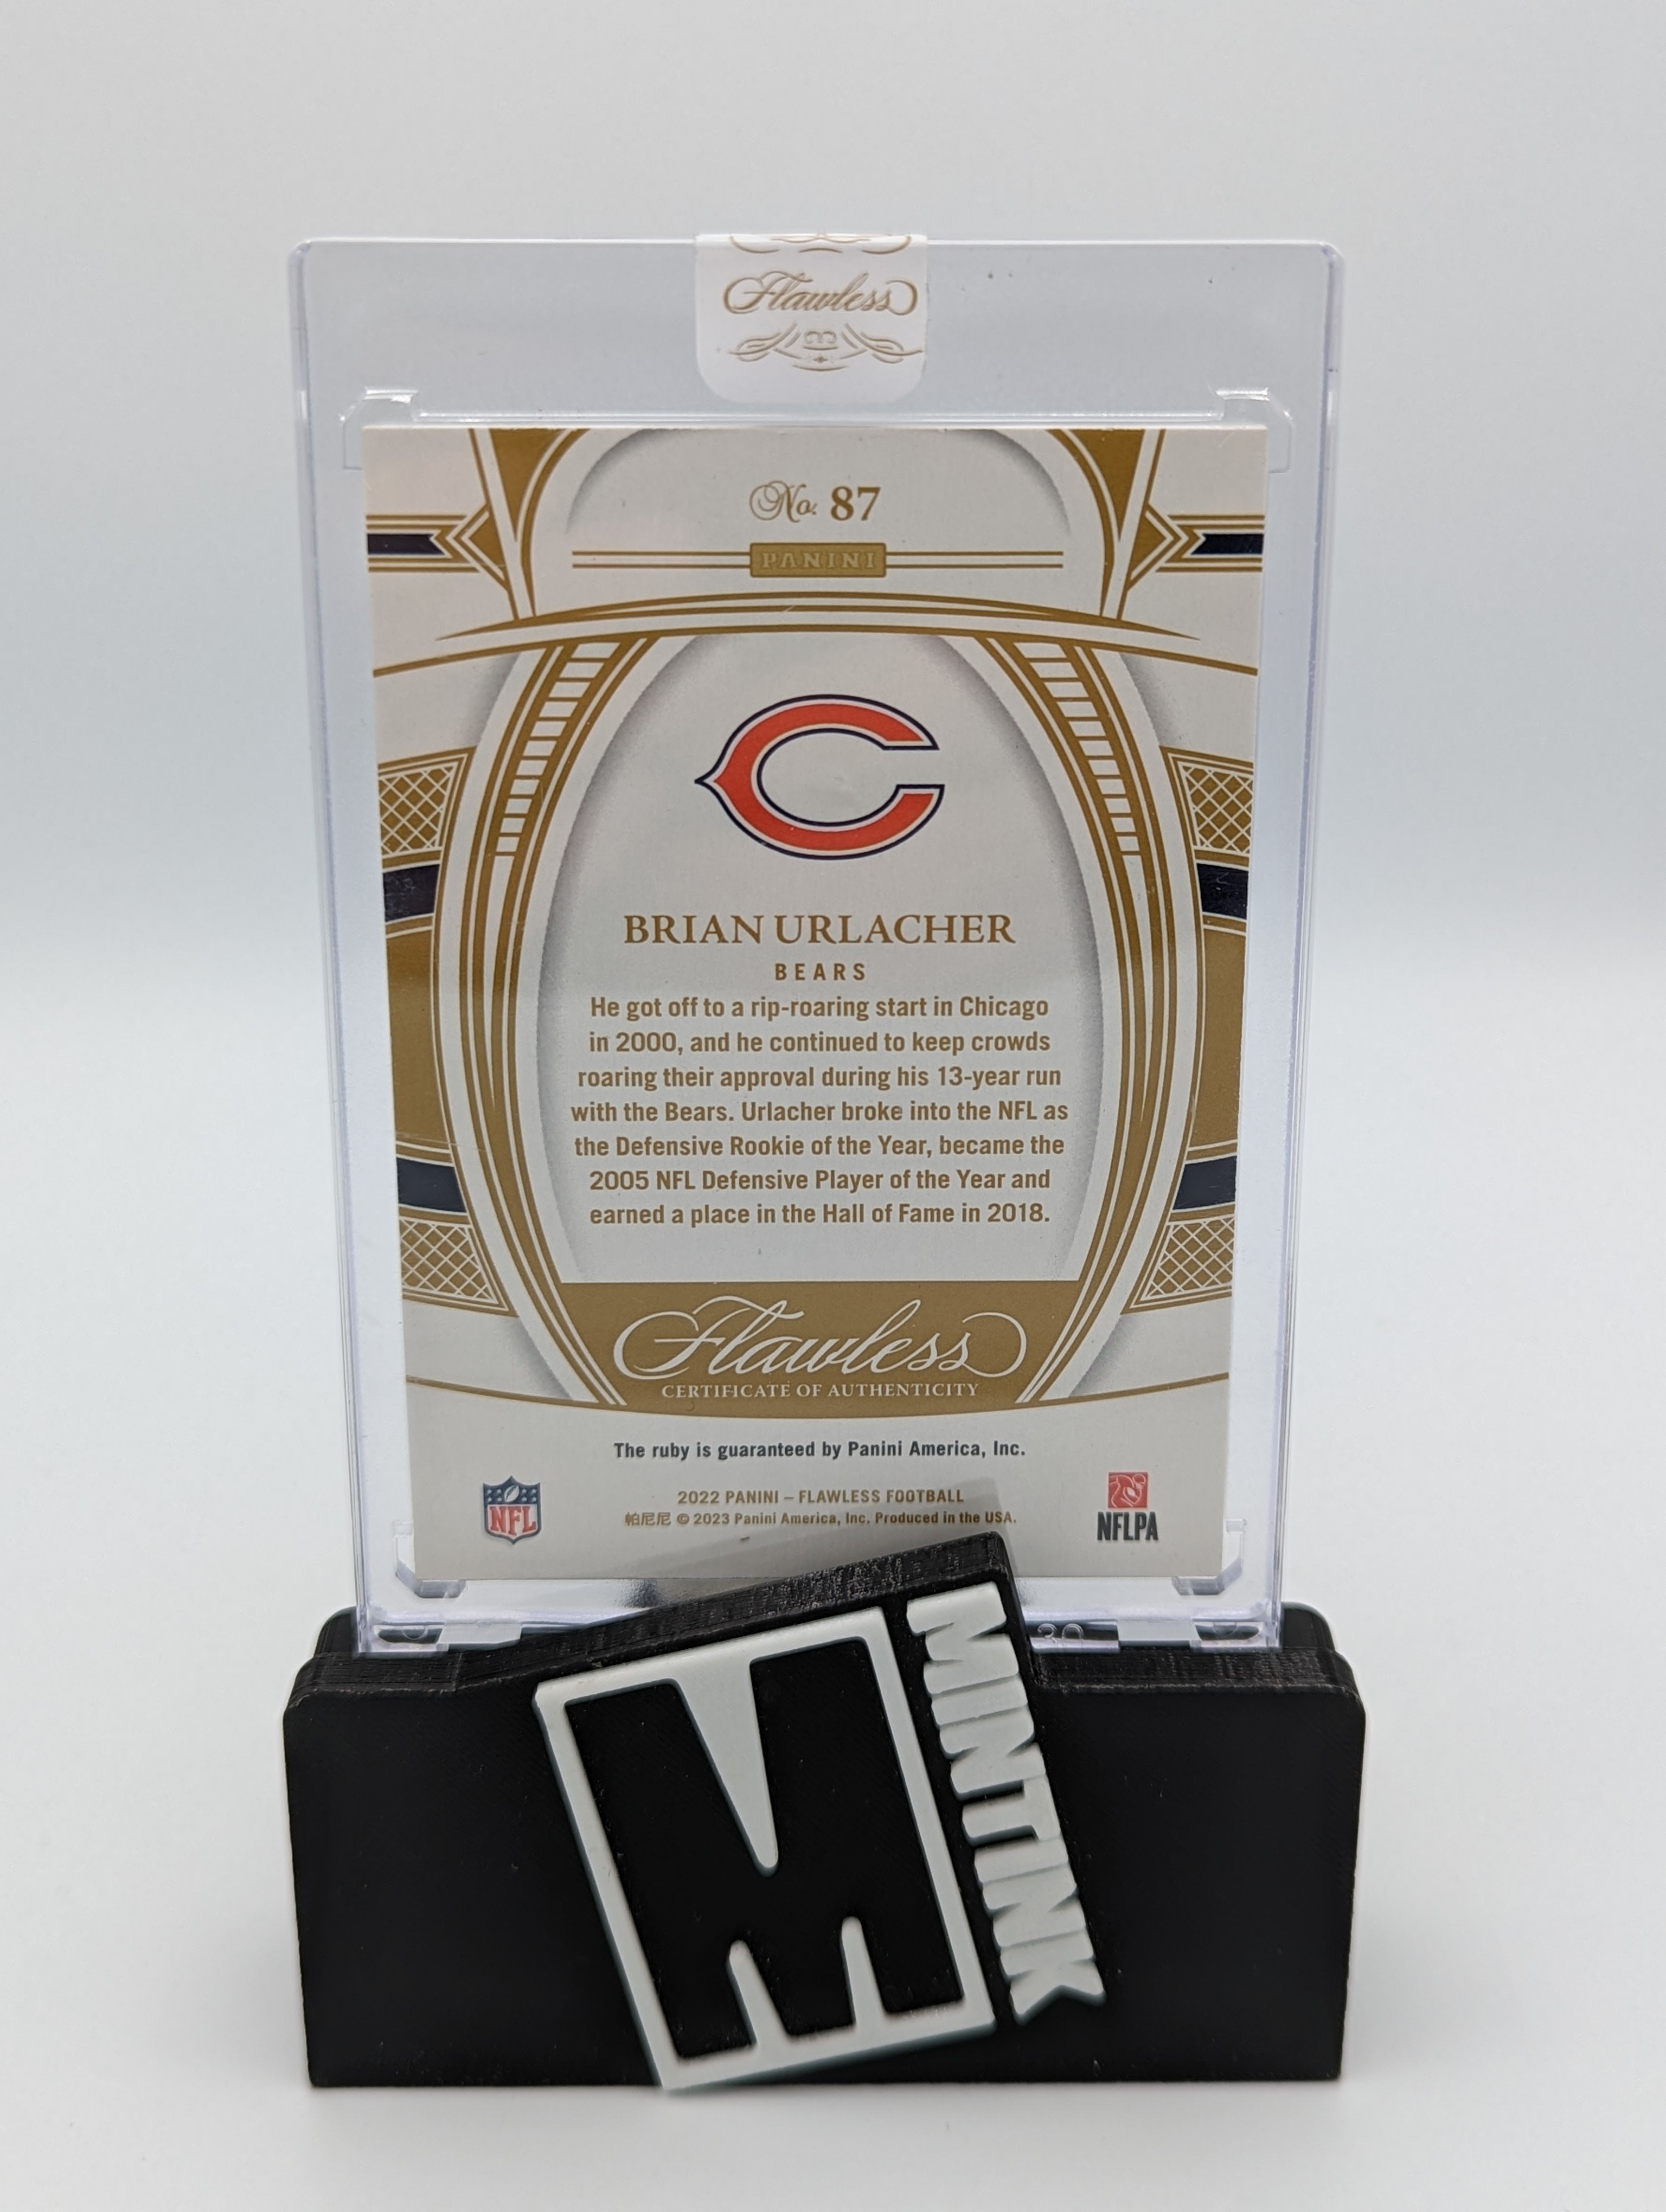 Flawless
No. 87
PANINI
BRIAN URLACHER
BEARS
He got off to a rip-roaring start in Chicago
in 2000, and he continued to keep crowds
roaring their approval during his 13-year run
with the Bears. Urlacher broke into the NFL as
the Defensive Rookie of the Year, became the
2005 NFL Defensive Player of the Year and
earned a place in the Hall of Fame in 2018.
Flawless
CERTIFICATE OF AUTHENTICITY
The ruby is guaranteed by Panini America, Inc.
NFL
2022 PANINI – FLAWLESS FOOTBALL
帕尼尼 © 2023 Panini America, Inc. Produced in the USA.
NFLPA
M
MINTINK